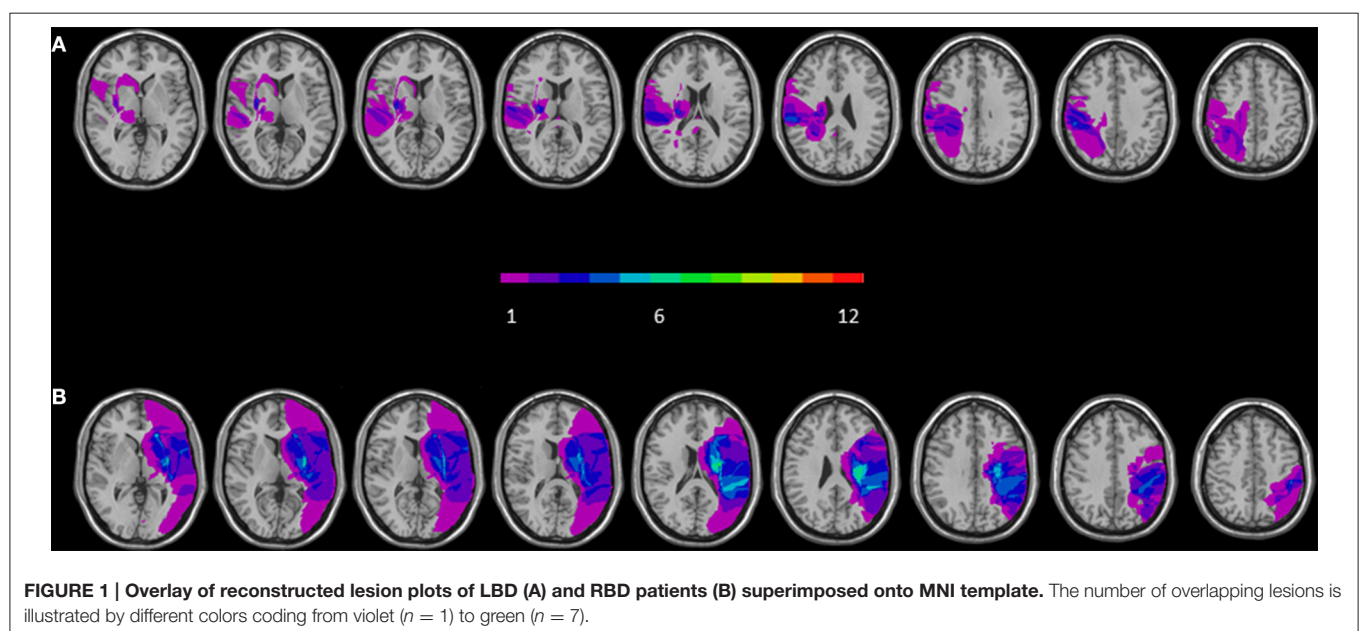 A
1 6 12
B
FIGURE 1 | Overlay of reconstructed lesion plots of LBD (A) and RBD patients (B) superimposed onto MNI template. The number of overlapping lesions is
illustrated by different colors coding from violet (n = 1) to green (n = 7).